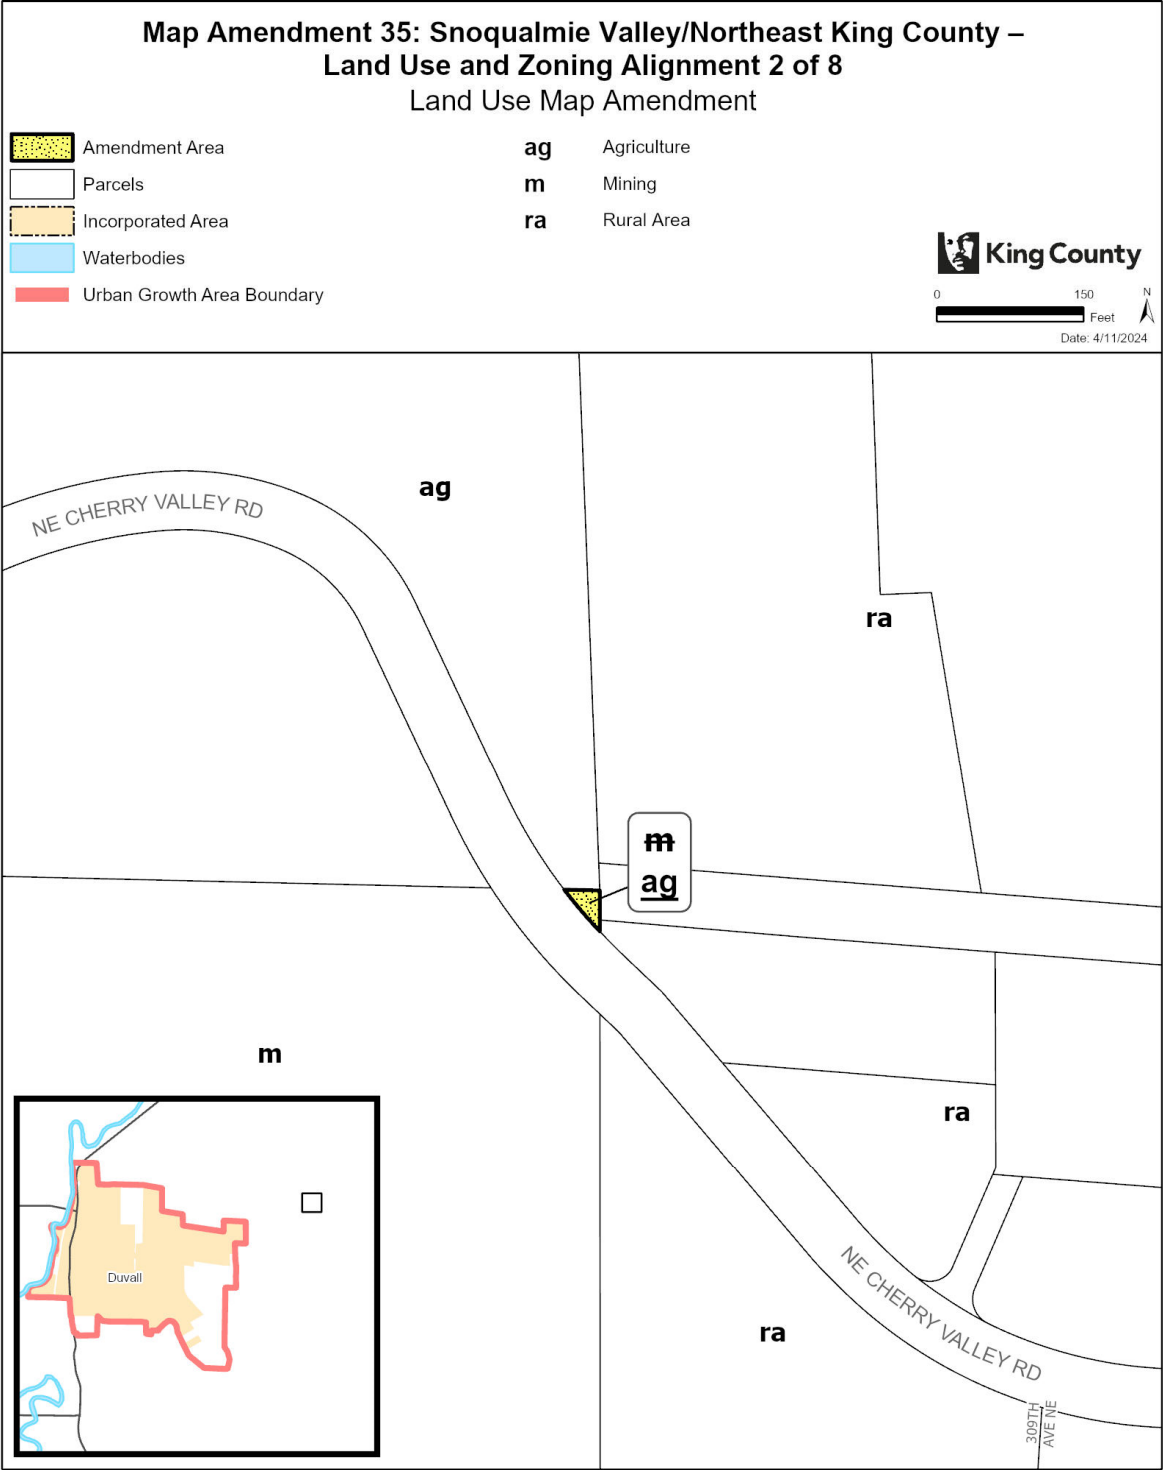 Map Amendment 35: Snoqualmie Valley/Northeast King County –
Land Use and Zoning Alignment 2 of 8
Land Use Map Amendment
Amendment Area
Parcels
Incorporated Area
Waterbodies
Urban Growth Area Boundary
ag Agriculture
m Mining
ra Rural Area
King County
0 150
Feet
N
Date: 4/11/2024
ag
NE CHERRY VALLEY RD
ra
m
ag
m
ra
Duvall
NE CHERRY VALLEY RD
ra
309TH
AVE NE